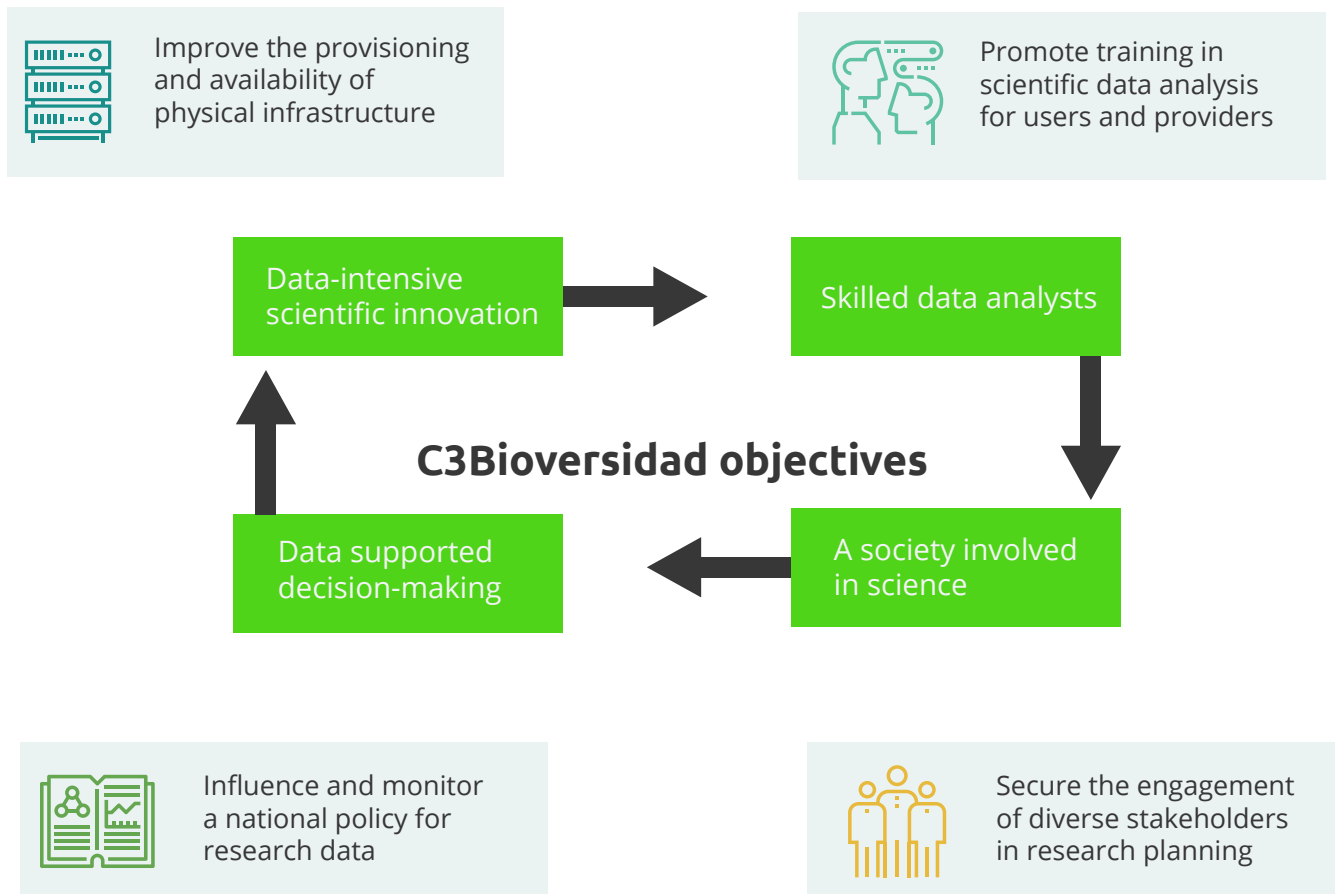 Improve the provisioning
and availability of
physical infrastructure
Promote training in
scientific data analysis
for users and providers
Data-intensive
scientific innovation
Skilled data analysts
C3Bioversidad objectives
Data supported
decision-making
A society involved
in science
Influence and monitor
a national policy for
research data
Secure the engagement
of diverse stakeholders
in research planning